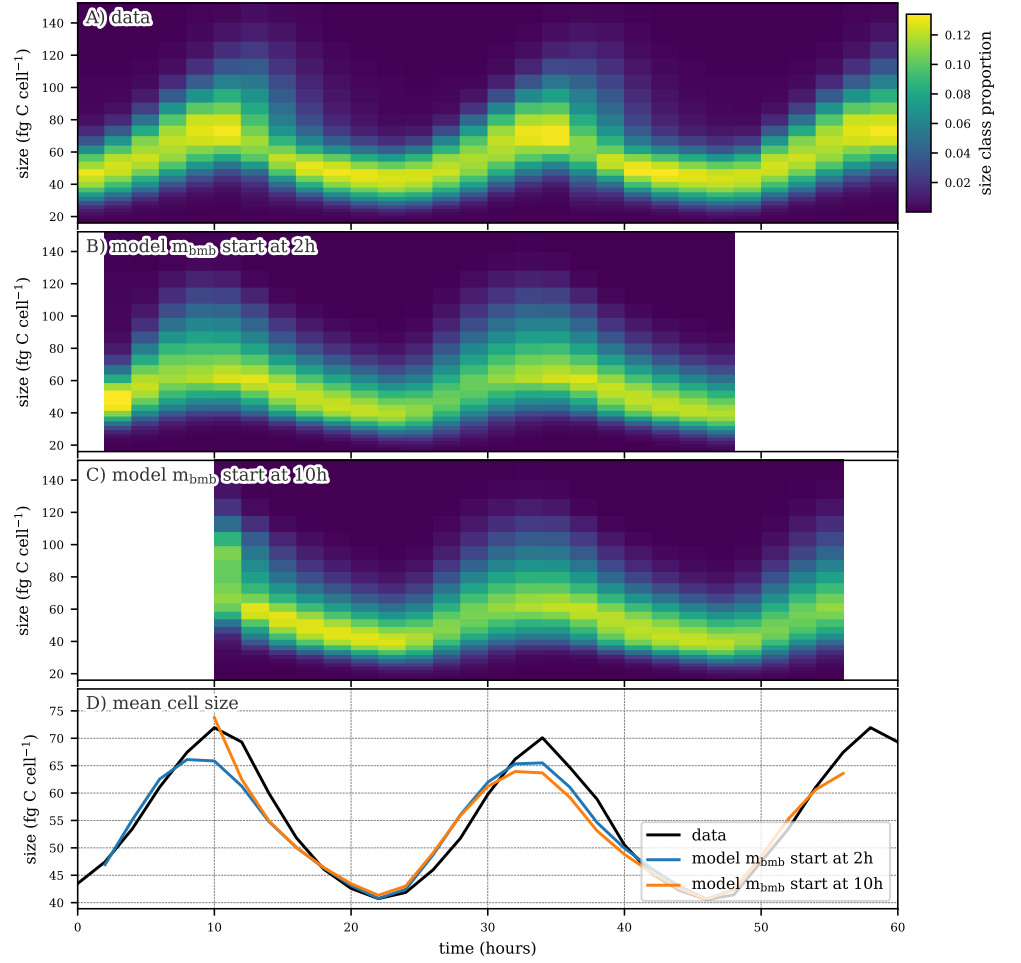 A) data
140
120
100
80
60
40
20
size (fg C cell⁻¹)
0.12
0.10
0.08
0.06
0.04
0.02
size class proportion
B) model m_bmb start at 2h
140
120
100
80
60
40
20
size (fg C cell⁻¹)
C) model m_bmb start at 10h
140
120
100
80
60
40
20
size (fg C cell⁻¹)
D) mean cell size
75
70
65
60
55
50
45
40
size (fg C cell⁻¹)
data
model m_bmb start at 2h
model m_bmb start at 10h
0 10 20 30 40 50 60
time (hours)